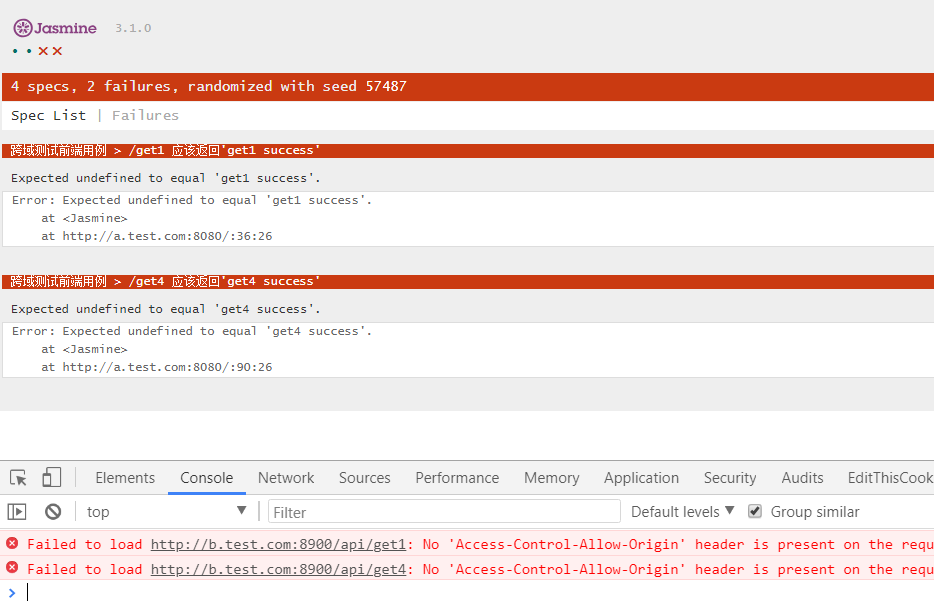 Jasmine 3.1.0
• • ✕ ✕
4 specs, 2 failures, randomized with seed 57487
Spec List | Failures
跨域测试前端用例 > /get1 应该返回'get1 success'
Expected undefined to equal 'get1 success'.
Error: Expected undefined to equal 'get1 success'.
at <Jasmine>
at http://a.test.com:8080/:36:26
跨域测试前端用例 > /get4 应该返回'get4 success'
Expected undefined to equal 'get4 success'.
Error: Expected undefined to equal 'get4 success'.
at <Jasmine>
at http://a.test.com:8080/:90:26
Elements Console Network Sources Performance Memory Application Security Audits EditThisCook
top Filter Default levels ▼ Group similar
Failed to load http://b.test.com:8900/api/get1: No 'Access-Control-Allow-Origin' header is present on the requ
Failed to load http://b.test.com:8900/api/get4: No 'Access-Control-Allow-Origin' header is present on the requ
>